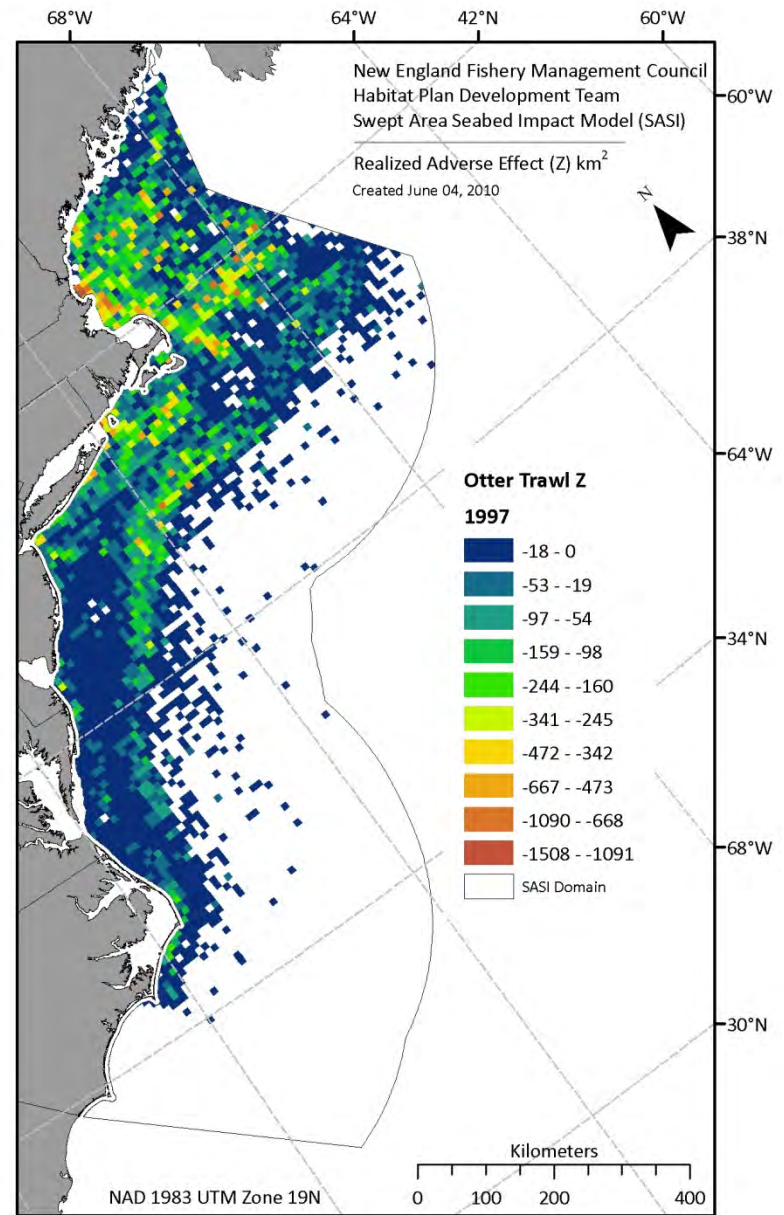 68°W
64°W
42°N
60°W
New England Fishery Management Council
Habitat Plan Development Team
Swept Area Seabed Impact Model (SASI)
Realized Adverse Effect (Z) km²
Created June 04, 2010
N
60°W
38°N
64°W
34°N
68°W
30°N
Otter Trawl Z
1997
-18 - 0
-53 - -19
-97 - -54
-159 - -98
-244 - -160
-341 - -245
-472 - -342
-667 - -473
-1090 - -668
-1508 - -1091
SASI Domain
Kilometers
0 100 200 400
NAD 1983 UTM Zone 19N